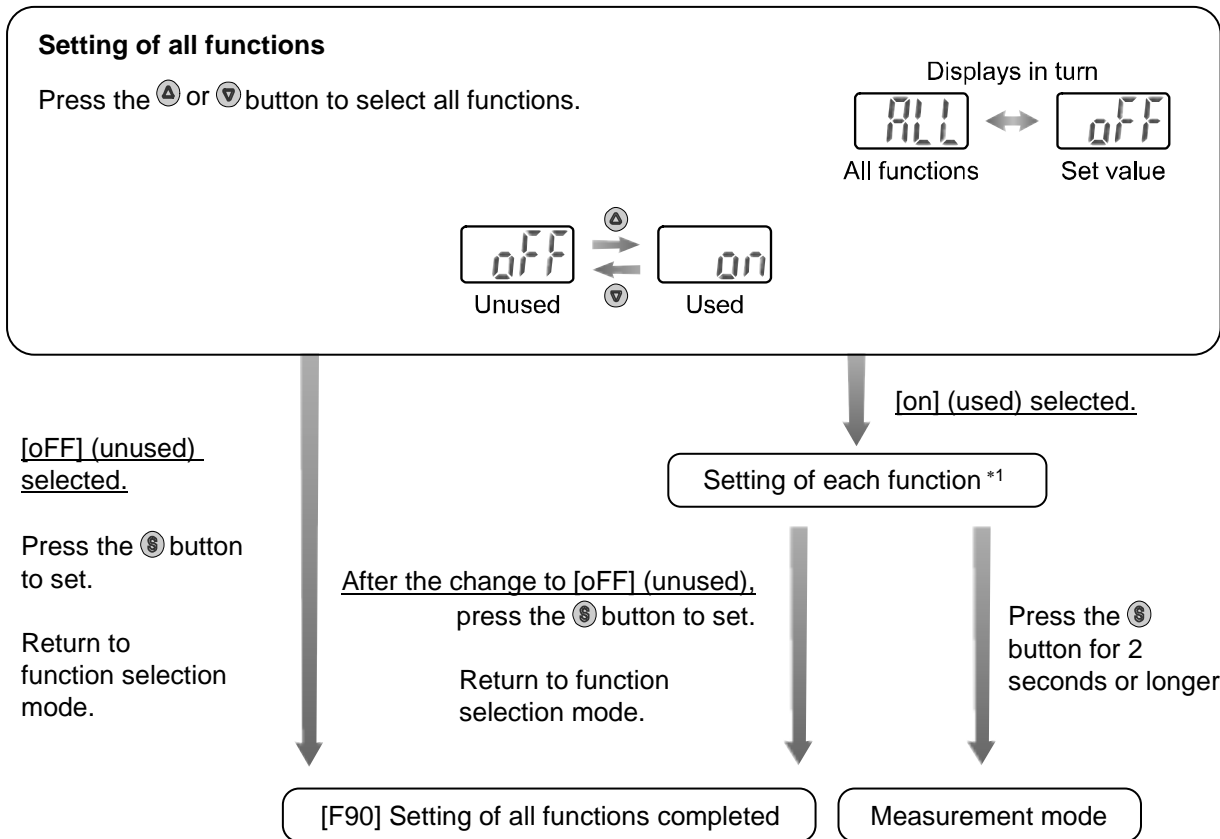 Setting of all functions
Press the or button to select all functions.
Displays in turn
ALL oFF
All functions Set value
oFF on
Unused Used
[on] (used) selected.
[oFF] (unused)
selected.
Setting of each function *1
Press the S button
to set.
After the change to [oFF] (unused),
press the S button to set.
Press the S
button for 2
seconds or longer
Return to
function selection
mode.
Return to function
selection mode.
[F90] Setting of all functions completed
Measurement mode